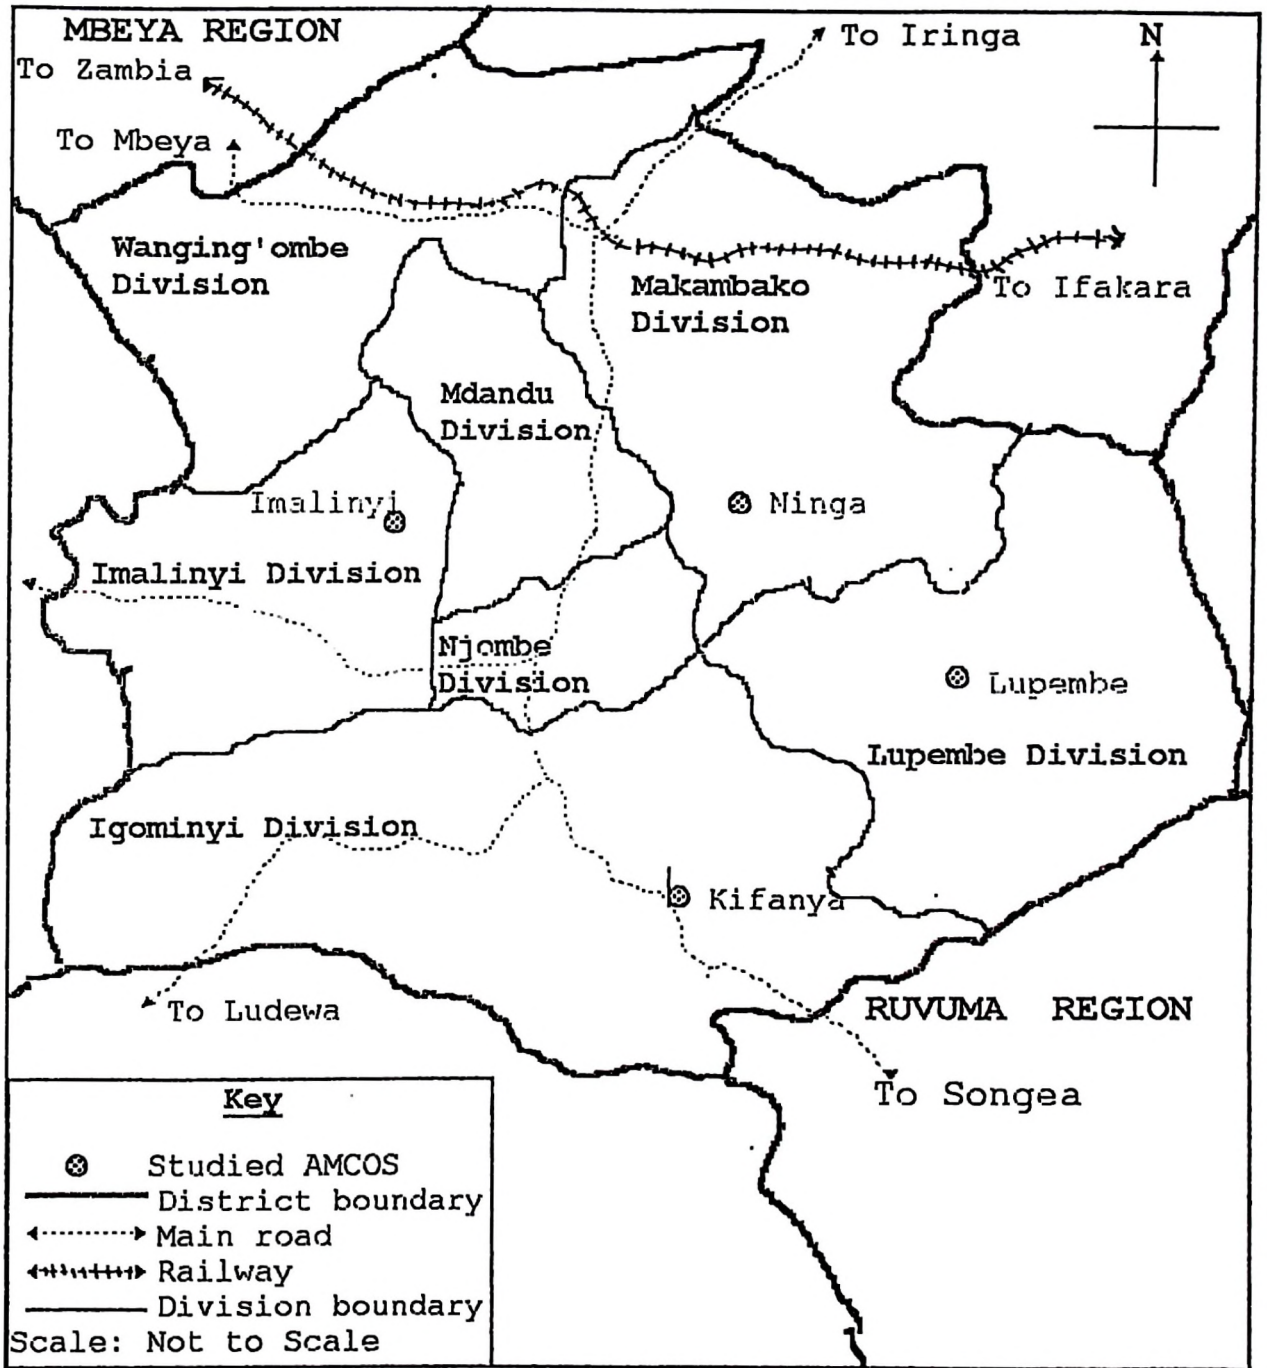 MBEYA REGION
To Iringa
N
To Zambia
To Mbeya
Wanging'ombe
Division
Makambako
Division
To Ifakara
Mdandu
Division
Imalinyi
Ninga
Imalinyi Division
Njombe
Division
Lupembe
Lupembe Division
Igominyi Division
Kifanya
To Ludewa
RUVUMA REGION
To Songea
Key
Studied AMCOS
District boundary
Main road
Railway
Division boundary
Scale: Not to Scale